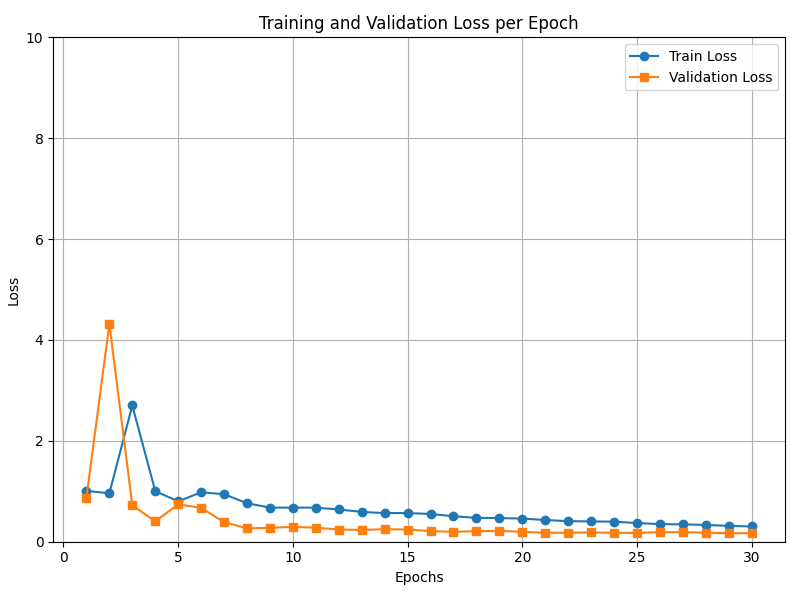 Training and Validation Loss per Epoch
10
8
6
4
2
0
Loss
Train Loss
Validation Loss
0 5 10 15 20 25 30
Epochs